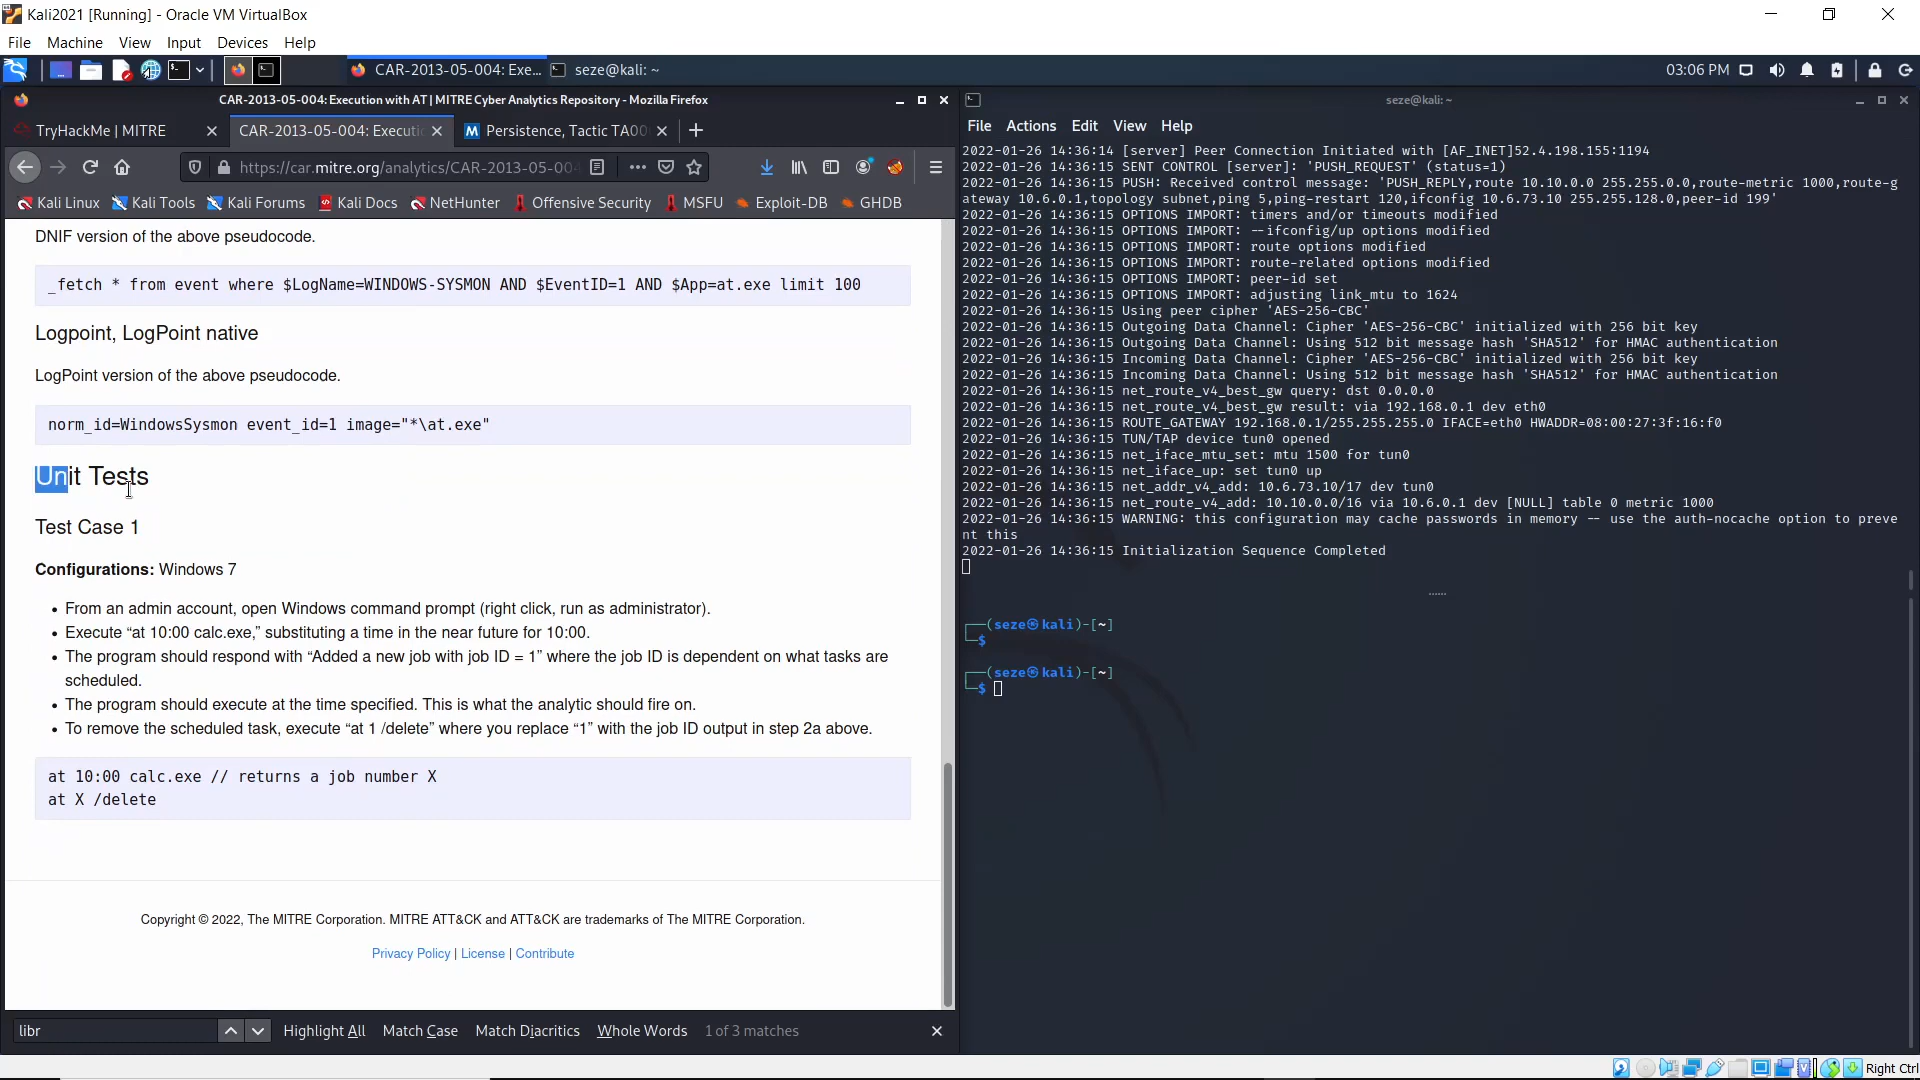 Kali2021 [Running] - Oracle VM VirtualBox
File Machine View Input Devices Help
CAR-2013-05-004: Exe... seze@kali: ~ 03:06 PM
CAR-2013-05-004: Execution with AT | MITRE Cyber Analytics Repository - Mozilla Firefox
TryHackMe | MITRE CAR-2013-05-004: Executi Persistence, Tactic TA00
https://car.mitre.org/analytics/CAR-2013-05-004
Kali Linux Kali Tools Kali Forums Kali Docs NetHunter Offensive Security MSFU Exploit-DB GHDB
DNIF version of the above pseudocode.
_fetch * from event where $LogName=WINDOWS-SYSMON AND $EventID=1 AND $App=at.exe limit 100
Logpoint, LogPoint native
LogPoint version of the above pseudocode.
norm_id=WindowsSysmon event_id=1 image="*\at.exe"
Unit Tests
Test Case 1
Configurations: Windows 7
• From an admin account, open Windows command prompt (right click, run as administrator).
• Execute “at 10:00 calc.exe,” substituting a time in the near future for 10:00.
• The program should respond with “Added a new job with job ID = 1” where the job ID is dependent on what tasks are
scheduled.
• The program should execute at the time specified. This is what the analytic should fire on.
• To remove the scheduled task, execute “at 1 /delete” where you replace “1” with the job ID output in step 2a above.
at 10:00 calc.exe // returns a job number X
at X /delete
Copyright © 2022, The MITRE Corporation. MITRE ATT&CK and ATT&CK are trademarks of The MITRE Corporation.
Privacy Policy | License | Contribute
libr Highlight All Match Case Match Diacritics Whole Words 1 of 3 matches
seze@kali: ~
File Actions Edit View Help
2022-01-26 14:36:14 [server] Peer Connection Initiated with [AF_INET]52.4.198.155:1194
2022-01-26 14:36:15 SENT CONTROL [server]: 'PUSH_REQUEST' (status=1)
2022-01-26 14:36:15 PUSH: Received control message: 'PUSH_REPLY,route 10.10.0.0 255.255.0.0,route-metric 1000,route-g
ateway 10.6.0.1,topology subnet,ping 5,ping-restart 120,ifconfig 10.6.73.10 255.255.128.0,peer-id 199'
2022-01-26 14:36:15 OPTIONS IMPORT: timers and/or timeouts modified
2022-01-26 14:36:15 OPTIONS IMPORT: --ifconfig/up options modified
2022-01-26 14:36:15 OPTIONS IMPORT: route options modified
2022-01-26 14:36:15 OPTIONS IMPORT: route-related options modified
2022-01-26 14:36:15 OPTIONS IMPORT: peer-id set
2022-01-26 14:36:15 OPTIONS IMPORT: adjusting link_mtu to 1624
2022-01-26 14:36:15 Using peer cipher 'AES-256-CBC'
2022-01-26 14:36:15 Outgoing Data Channel: Cipher 'AES-256-CBC' initialized with 256 bit key
2022-01-26 14:36:15 Outgoing Data Channel: Using 512 bit message hash 'SHA512' for HMAC authentication
2022-01-26 14:36:15 Incoming Data Channel: Cipher 'AES-256-CBC' initialized with 256 bit key
2022-01-26 14:36:15 Incoming Data Channel: Using 512 bit message hash 'SHA512' for HMAC authentication
2022-01-26 14:36:15 net_route_v4_best_gw query: dst 0.0.0.0
2022-01-26 14:36:15 net_route_v4_best_gw result: via 192.168.0.1 dev eth0
2022-01-26 14:36:15 ROUTE_GATEWAY 192.168.0.1/255.255.255.0 IFACE=eth0 HWADDR=08:00:27:3f:16:f0
2022-01-26 14:36:15 TUN/TAP device tun0 opened
2022-01-26 14:36:15 net_iface_mtu_set: mtu 1500 for tun0
2022-01-26 14:36:15 net_iface_up: set tun0 up
2022-01-26 14:36:15 net_addr_v4_add: 10.6.73.10/17 dev tun0
2022-01-26 14:36:15 net_route_v4_add: 10.10.0.0/16 via 10.6.0.1 dev [NULL] table 0 metric 1000
2022-01-26 14:36:15 WARNING: this configuration may cache passwords in memory -- use the auth-nocache option to preve
nt this
2022-01-26 14:36:15 Initialization Sequence Completed
┌──(seze㉿kali)-[~]
└─$
┌──(seze㉿kali)-[~]
└─$
Right Ctrl